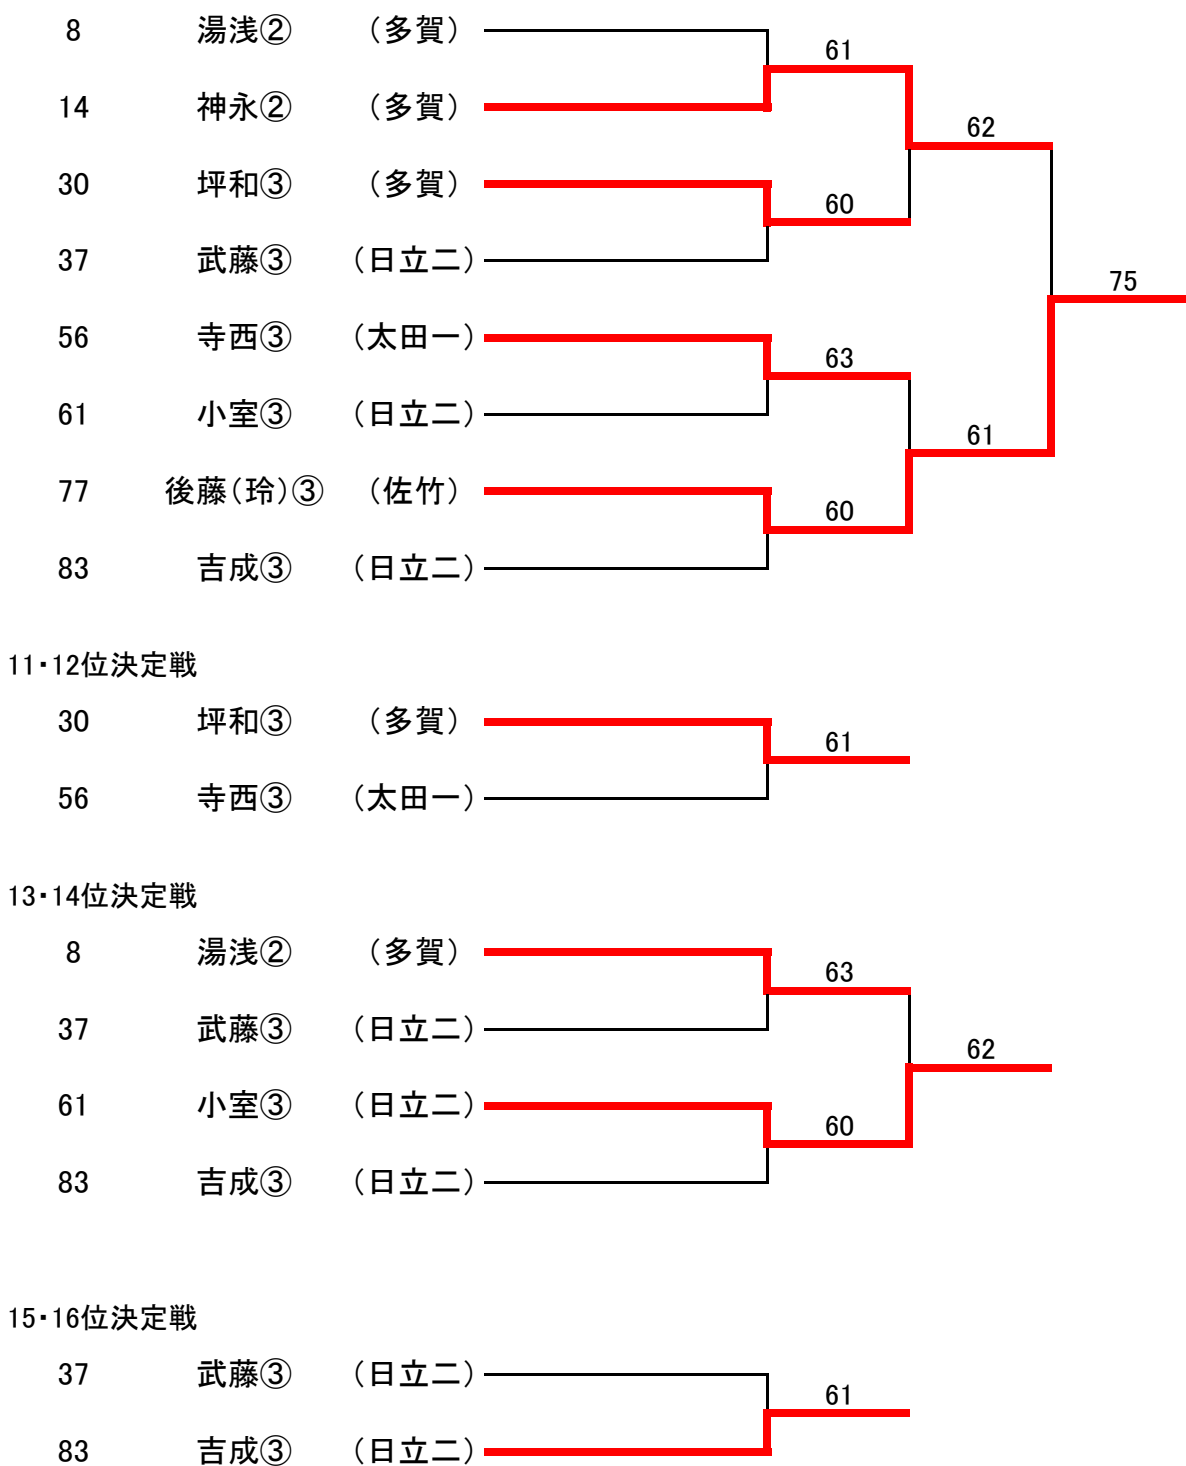 8 湯浅② （多賀）
61
14 神永② （多賀）
62
30 坪和③ （多賀）
60
37 武藤③ （日立二）
75
56 寺西③ （太田一）
63
61 小室③ （日立二）
61
77 後藤（玲）③ （佐竹）
60
83 吉成③ （日立二）
11・12位決定戦
30 坪和③ （多賀）
61
56 寺西③ （太田一）
13・14位決定戦
8 湯浅② （多賀）
63
37 武藤③ （日立二）
62
61 小室③ （日立二）
60
83 吉成③ （日立二）
15・16位決定戦
37 武藤③ （日立二）
61
83 吉成③ （日立二）